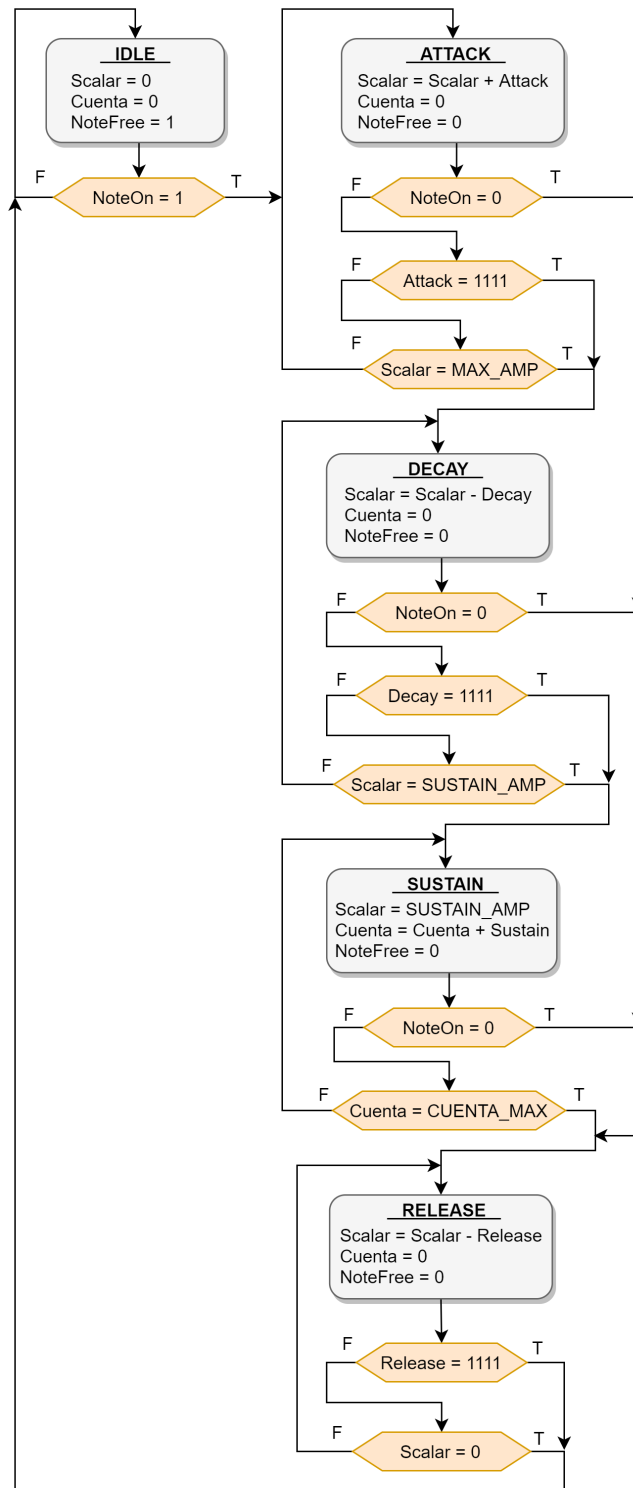 IDLE
Scalar = 0
Cuenta = 0
NoteFree = 1
F
NoteOn = 1
T
ATTACK
Scalar = Scalar + Attack
Cuenta = 0
NoteFree = 0
F
NoteOn = 0
T
F
Attack = 1111
T
F
Scalar = MAX_AMP
T
DECAY
Scalar = Scalar - Decay
Cuenta = 0
NoteFree = 0
F
NoteOn = 0
T
F
Decay = 1111
T
F
Scalar = SUSTAIN_AMP
T
SUSTAIN
Scalar = SUSTAIN_AMP
Cuenta = Cuenta + Sustain
NoteFree = 0
F
NoteOn = 0
T
F
Cuenta = CUENTA_MAX
T
RELEASE
Scalar = Scalar - Release
Cuenta = 0
NoteFree = 0
F
Release = 1111
T
F
Scalar = 0
T